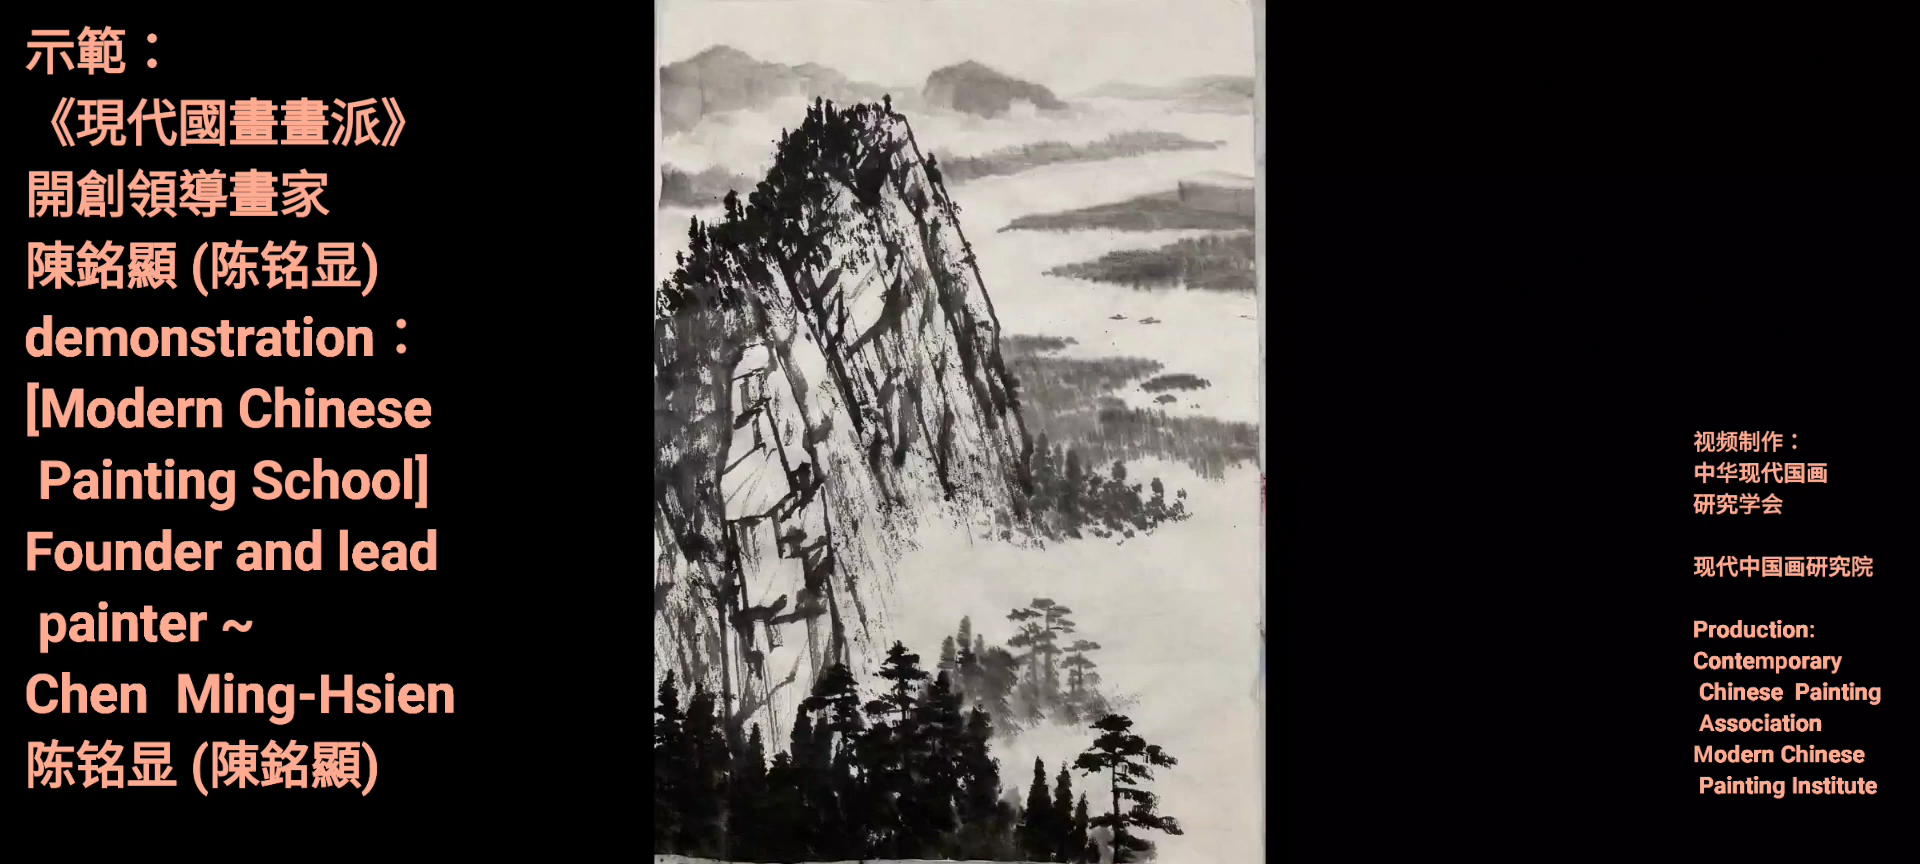 示範：
《現代國畫畫派》
開創領導畫家
陳銘顯 (陈铭显)
demonstration：
[Modern Chinese
Painting School]
Founder and lead
painter ~
Chen Ming-Hsien
陈铭显 (陳銘顯)
视频制作：
中华现代国画
研究学会
现代中国画研究院
Production:
Contemporary
Chinese Painting
Association
Modern Chinese
Painting Institute